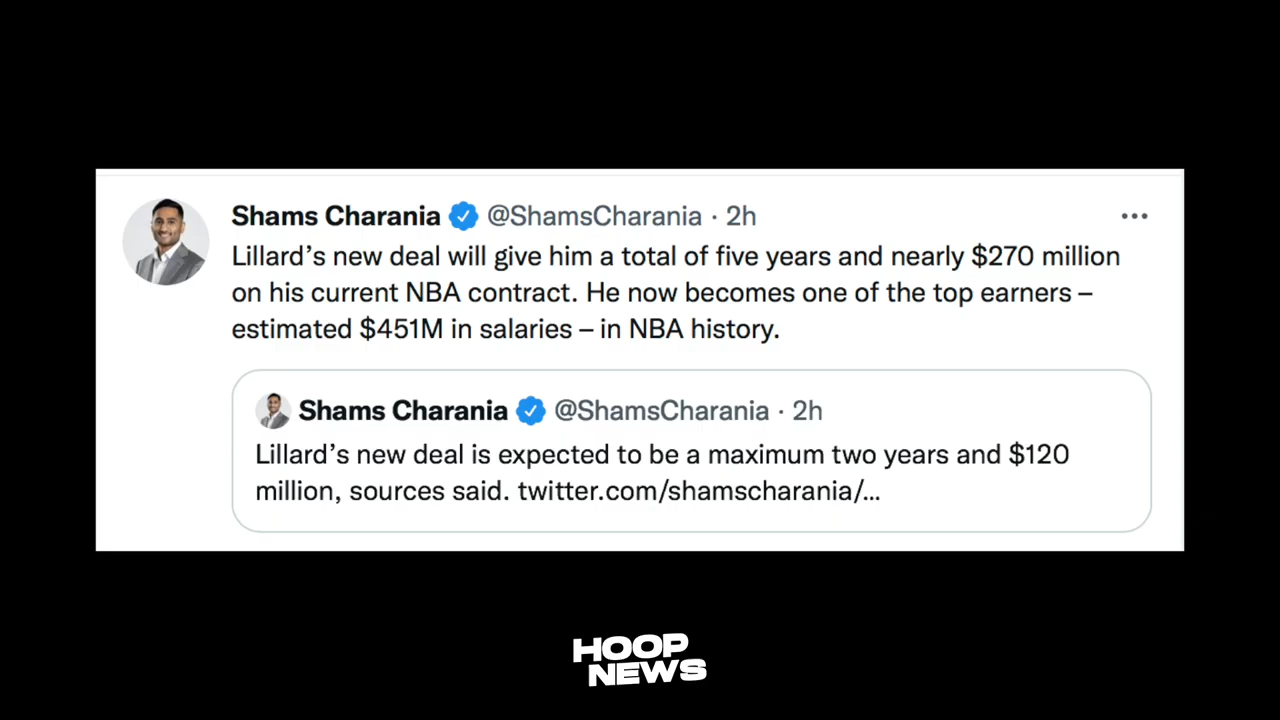 Shams Charania @ShamsCharania · 2h
Lillard’s new deal will give him a total of five years and nearly $270 million
on his current NBA contract. He now becomes one of the top earners –
estimated $451M in salaries – in NBA history.
Shams Charania @ShamsCharania · 2h
Lillard’s new deal is expected to be a maximum two years and $120
million, sources said. twitter.com/shamscharania/...
HOOP
NEWS